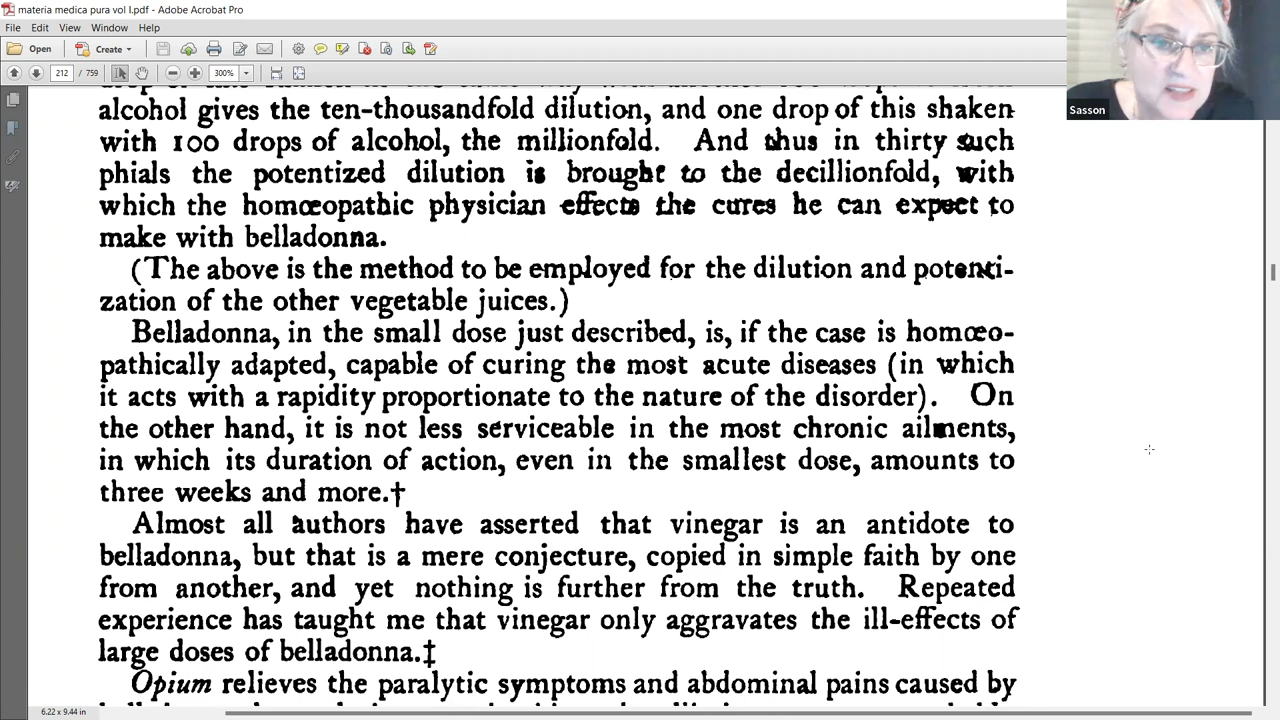 materia medica pura vol I.pdf - Adobe Acrobat Pro
File Edit View Window Help
Open Create
212 / 759 300%
Sasson
alcohol gives the ten-thousandfold dilution, and one drop of this shaken
with 100 drops of alcohol, the millionfold. And thus in thirty such
phials the potentized dilution is brought to the decillionfold, with
which the homœopathic physician effects the cures he can expect to
make with belladonna.
(The above is the method to be employed for the dilution and potenti-
zation of the other vegetable juices.)
Belladonna, in the small dose just described, is, if the case is homœo-
pathically adapted, capable of curing the most acute diseases (in which
it acts with a rapidity proportionate to the nature of the disorder). On
the other hand, it is not less serviceable in the most chronic ailments,
in which its duration of action, even in the smallest dose, amounts to
three weeks and more.†
Almost all authors have asserted that vinegar is an antidote to
belladonna, but that is a mere conjecture, copied in simple faith by one
from another, and yet nothing is further from the truth. Repeated
experience has taught me that vinegar only aggravates the ill-effects of
large doses of belladonna.‡
Opium relieves the paralytic symptoms and abdominal pains caused by
6.22 x 9.44 in